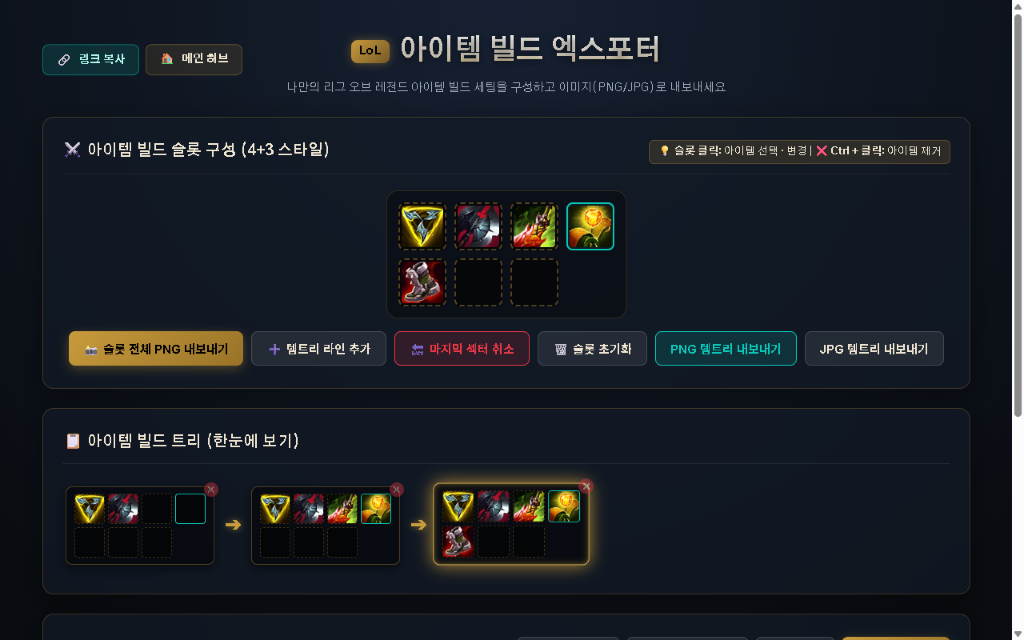 링크 복사
메인 허브
LoL 아이템 빌드 엑스포터
나만의 리그 오브 레전드 아이템 빌드 세팅을 구성하고 이미지(PNG/JPG)로 내보내세요
아이템 빌드 슬롯 구성 (4+3 스타일)
슬롯 클릭: 아이템 선택 · 변경 | Ctrl + 클릭: 아이템 제거
슬롯 전체 PNG 내보내기
템트리 라인 추가
마지막 섹터 취소
슬롯 초기화
PNG 템트리 내보내기
JPG 템트리 내보내기
아이템 빌드 트리 (한눈에 보기)